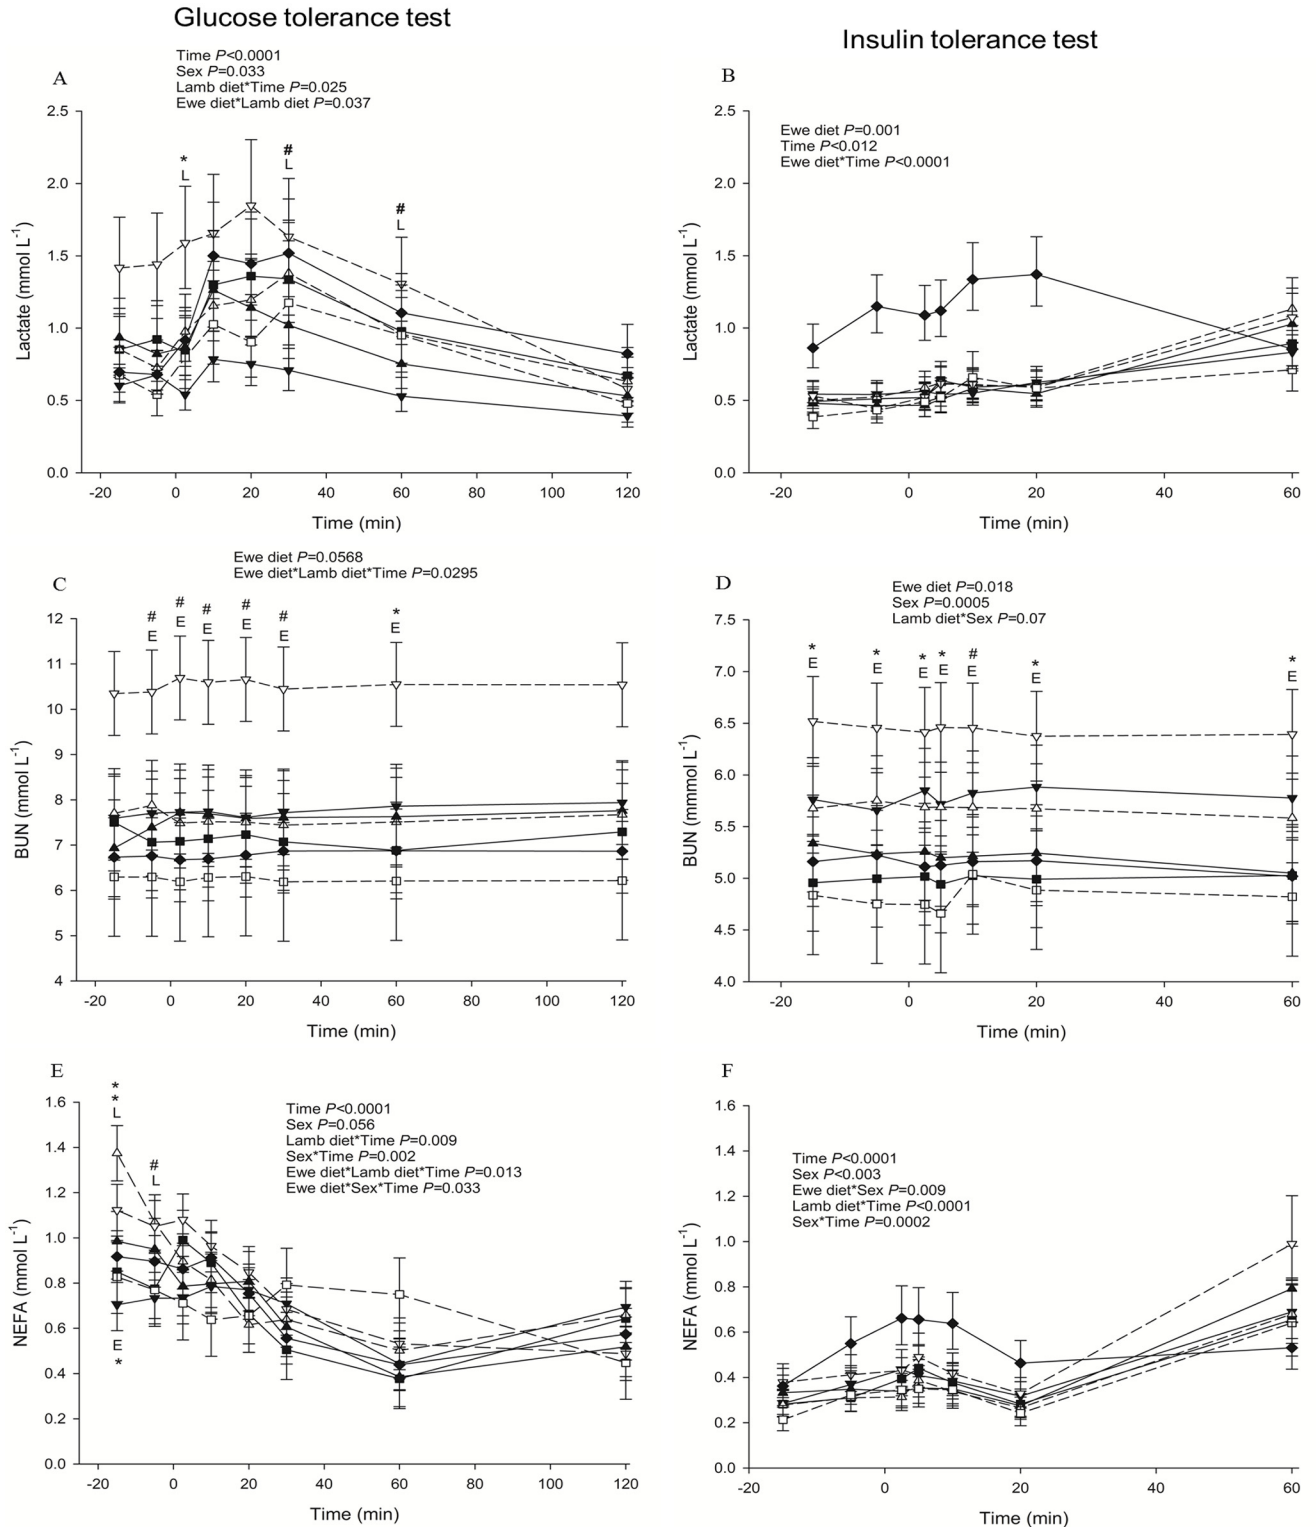 Glucose tolerance test
Insulin tolerance test
A
Time P<0.0001
Sex P=0.033
Lamb diet*Time P=0.025
Ewe diet*Lamb diet P=0.037
*
L
#
L
#
L
2.5
2.0
1.5
1.0
0.5
0.0
Lactate (mmol L-1)
-20 0 20 40 60 80 100 120
Time (min)
B
Ewe diet P=0.001
Time P<0.012
Ewe diet*Time P<0.0001
2.5
2.0
1.5
1.0
0.5
0.0
Lactate (mmol L-1)
-20 0 20 40 60
Time (min)
C
Ewe diet P=0.0568
Ewe diet*Lamb diet*Time P=0.0295
# # # # # *
E E E E E E
12
11
10
9
8
7
6
5
4
BUN (mmol L-1)
-20 0 20 40 60 80 100 120
Time (min)
D
Ewe diet P=0.018
Sex P=0.0005
Lamb diet*Sex P=0.07
* * * * # * *
E E E E E E E
7.5
7.0
6.5
6.0
5.5
5.0
4.5
4.0
BUN (mmmol L-1)
-20 0 20 40 60
Time (min)
E
*
*
L
#
L
Time P<0.0001
Sex P=0.056
Lamb diet*Time P=0.009
Sex*Time P=0.002
Ewe diet*Lamb diet*Time P=0.013
Ewe diet*Sex*Time P=0.033
E
*
1.6
1.4
1.2
1.0
0.8
0.6
0.4
0.2
0.0
NEFA (mmol L-1)
-20 0 20 40 60 80 100 120
Time (min)
F
Time P<0.0001
Sex P<0.003
Ewe diet*Sex P=0.009
Lamb diet*Time P<0.0001
Sex*Time P=0.0002
1.6
1.4
1.2
1.0
0.8
0.6
0.4
0.2
0.0
NEFA (mmol L-1)
-20 0 20 40 60
Time (min)